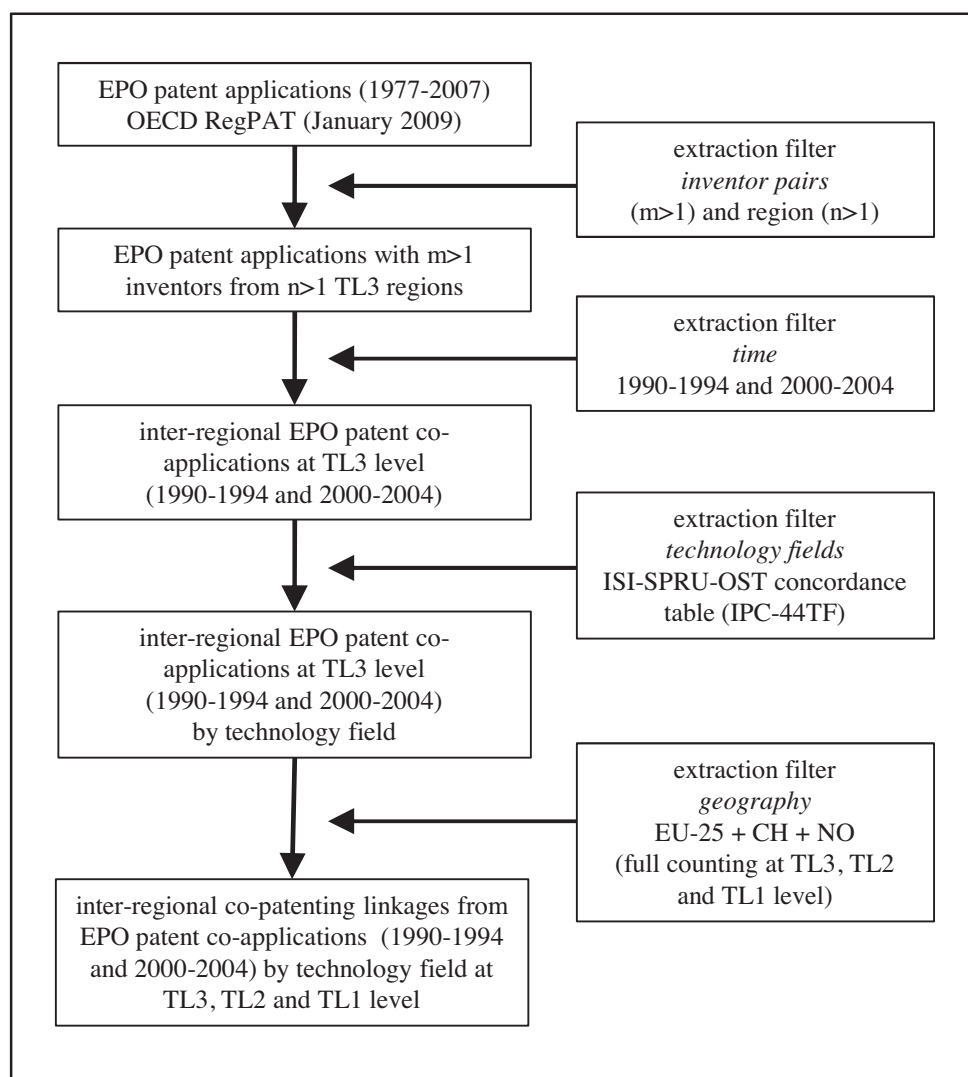 EPO patent applications (1977-2007)
OECD RegPAT (January 2009)
extraction filter
inventor pairs
(m>1) and region (n>1)
EPO patent applications with m>1
inventors from n>1 TL3 regions
extraction filter
time
1990-1994 and 2000-2004
inter-regional EPO patent co-
applications at TL3 level
(1990-1994 and 2000-2004)
extraction filter
technology fields
ISI-SPRU-OST concordance
table (IPC-44TF)
inter-regional EPO patent co-
applications at TL3 level
(1990-1994 and 2000-2004)
by technology field
extraction filter
geography
EU-25 + CH + NO
(full counting at TL3, TL2
and TL1 level)
inter-regional co-patenting linkages from
EPO patent co-applications (1990-1994
and 2000-2004) by technology field at
TL3, TL2 and TL1 level